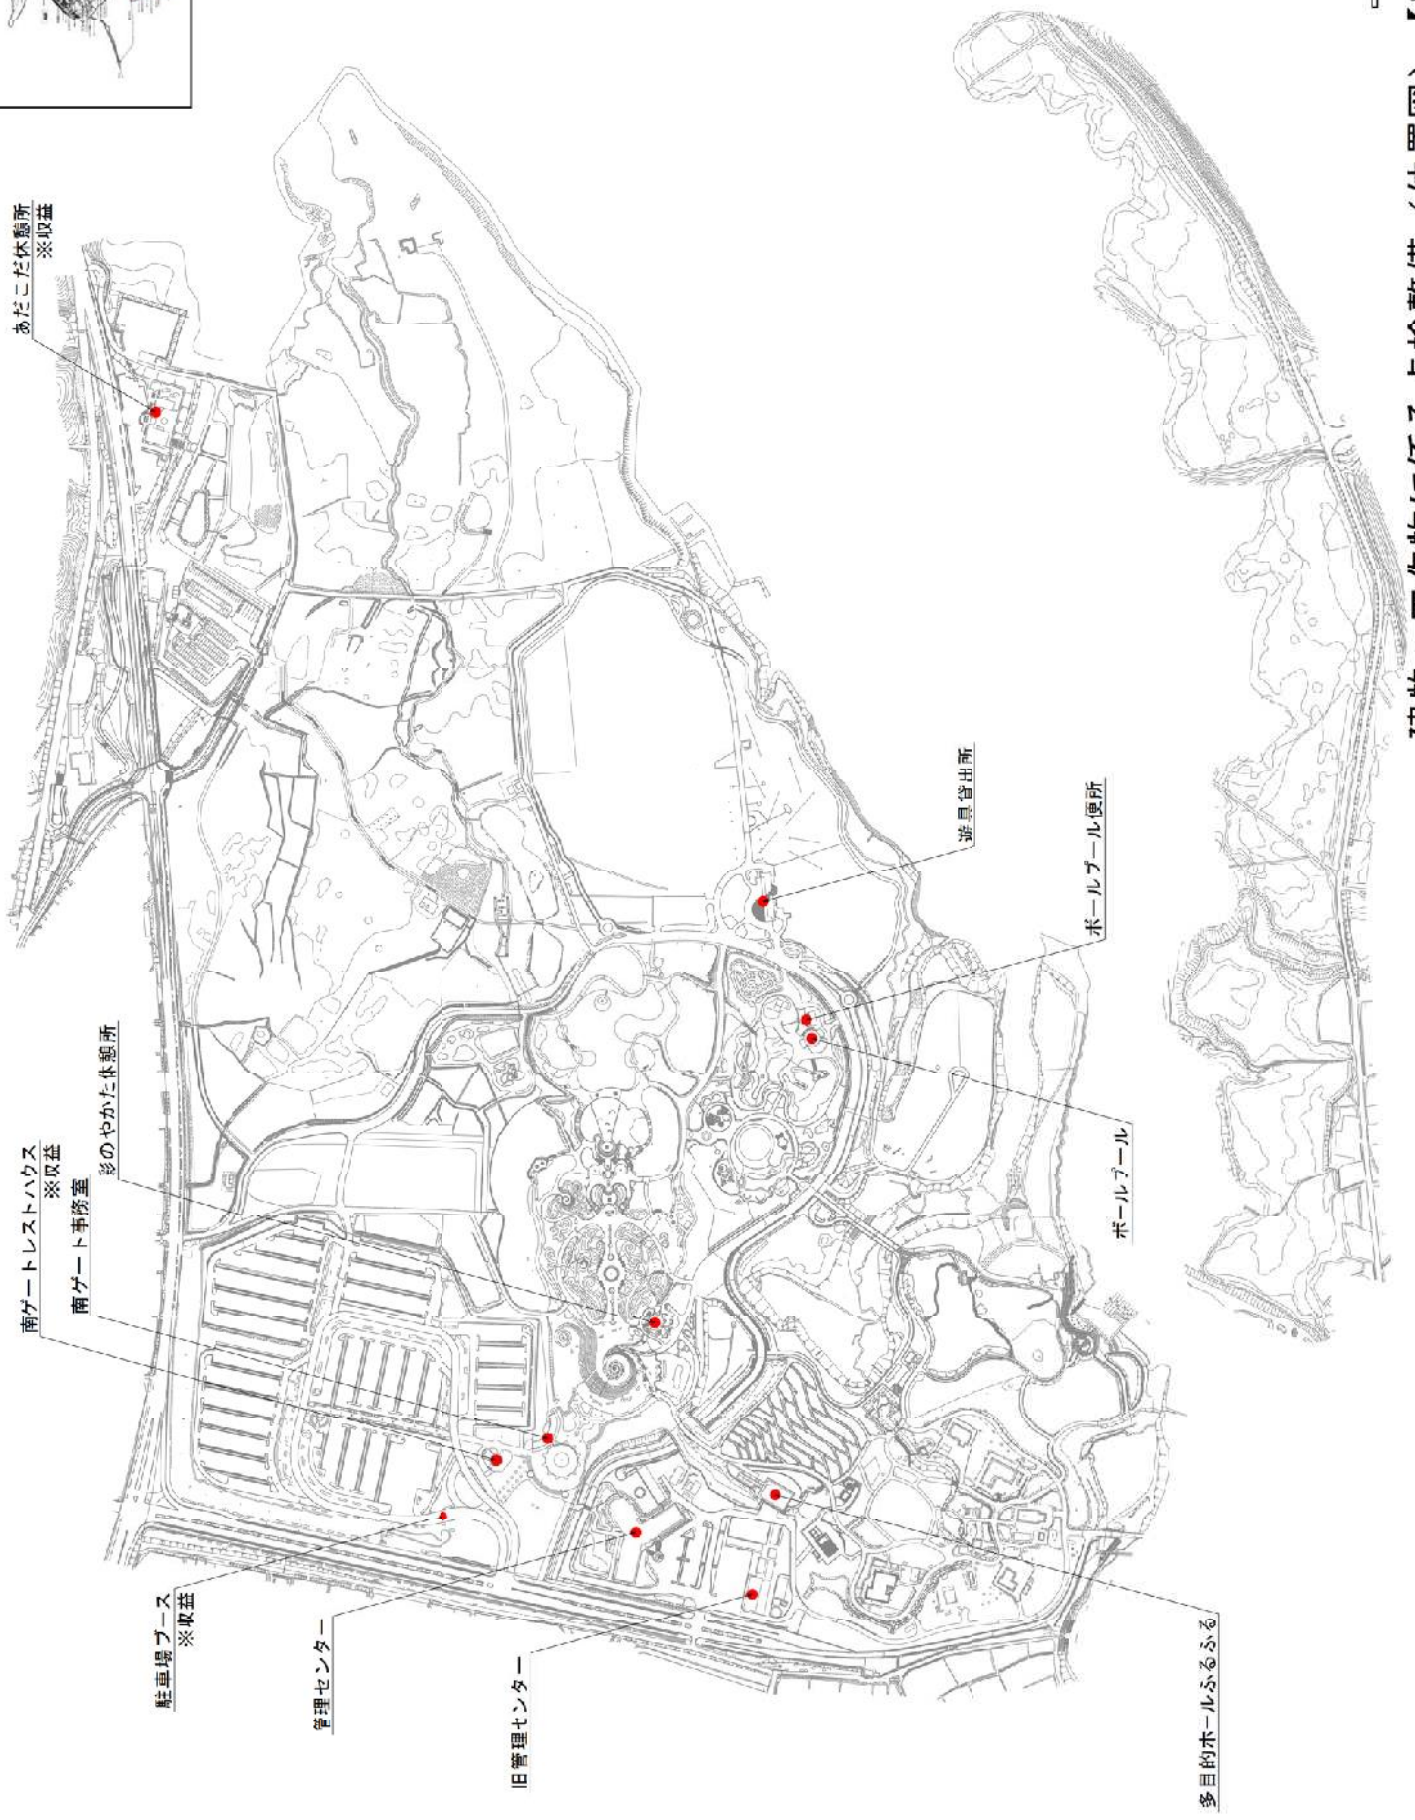 あだこだ休憩所
※収益
南ゲートレストハウス
※収益
南ゲート事務室
彩のやかた休憩所
遊具貸出所
ボールプール便所
ボールプール
駐車場ブース
※収益
管理センター
旧管理センター
多目的ホールふるふる